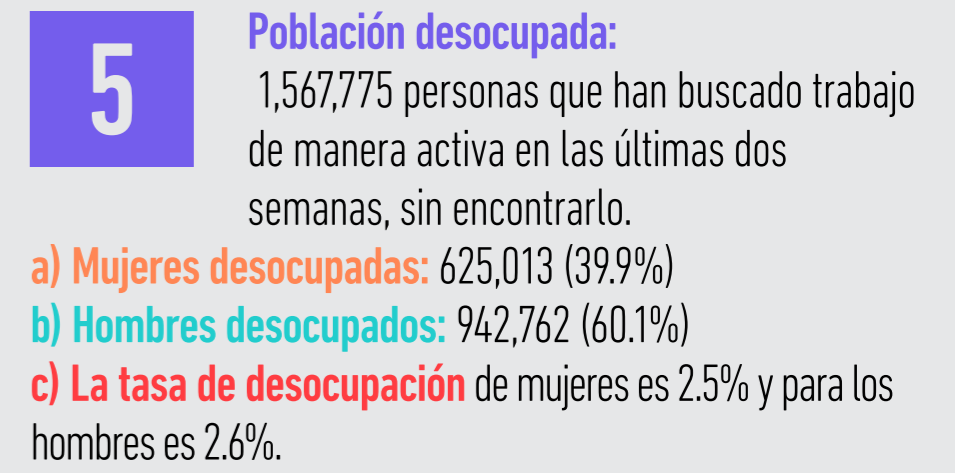 5
Población desocupada:
1,567,775 personas que han buscado trabajo
de manera activa en las últimas dos
semanas, sin encontrarlo.
a) Mujeres desocupadas: 625,013 (39.9%)
b) Hombres desocupados: 942,762 (60.1%)
c) La tasa de desocupación de mujeres es 2.5% y para los
hombres es 2.6%.